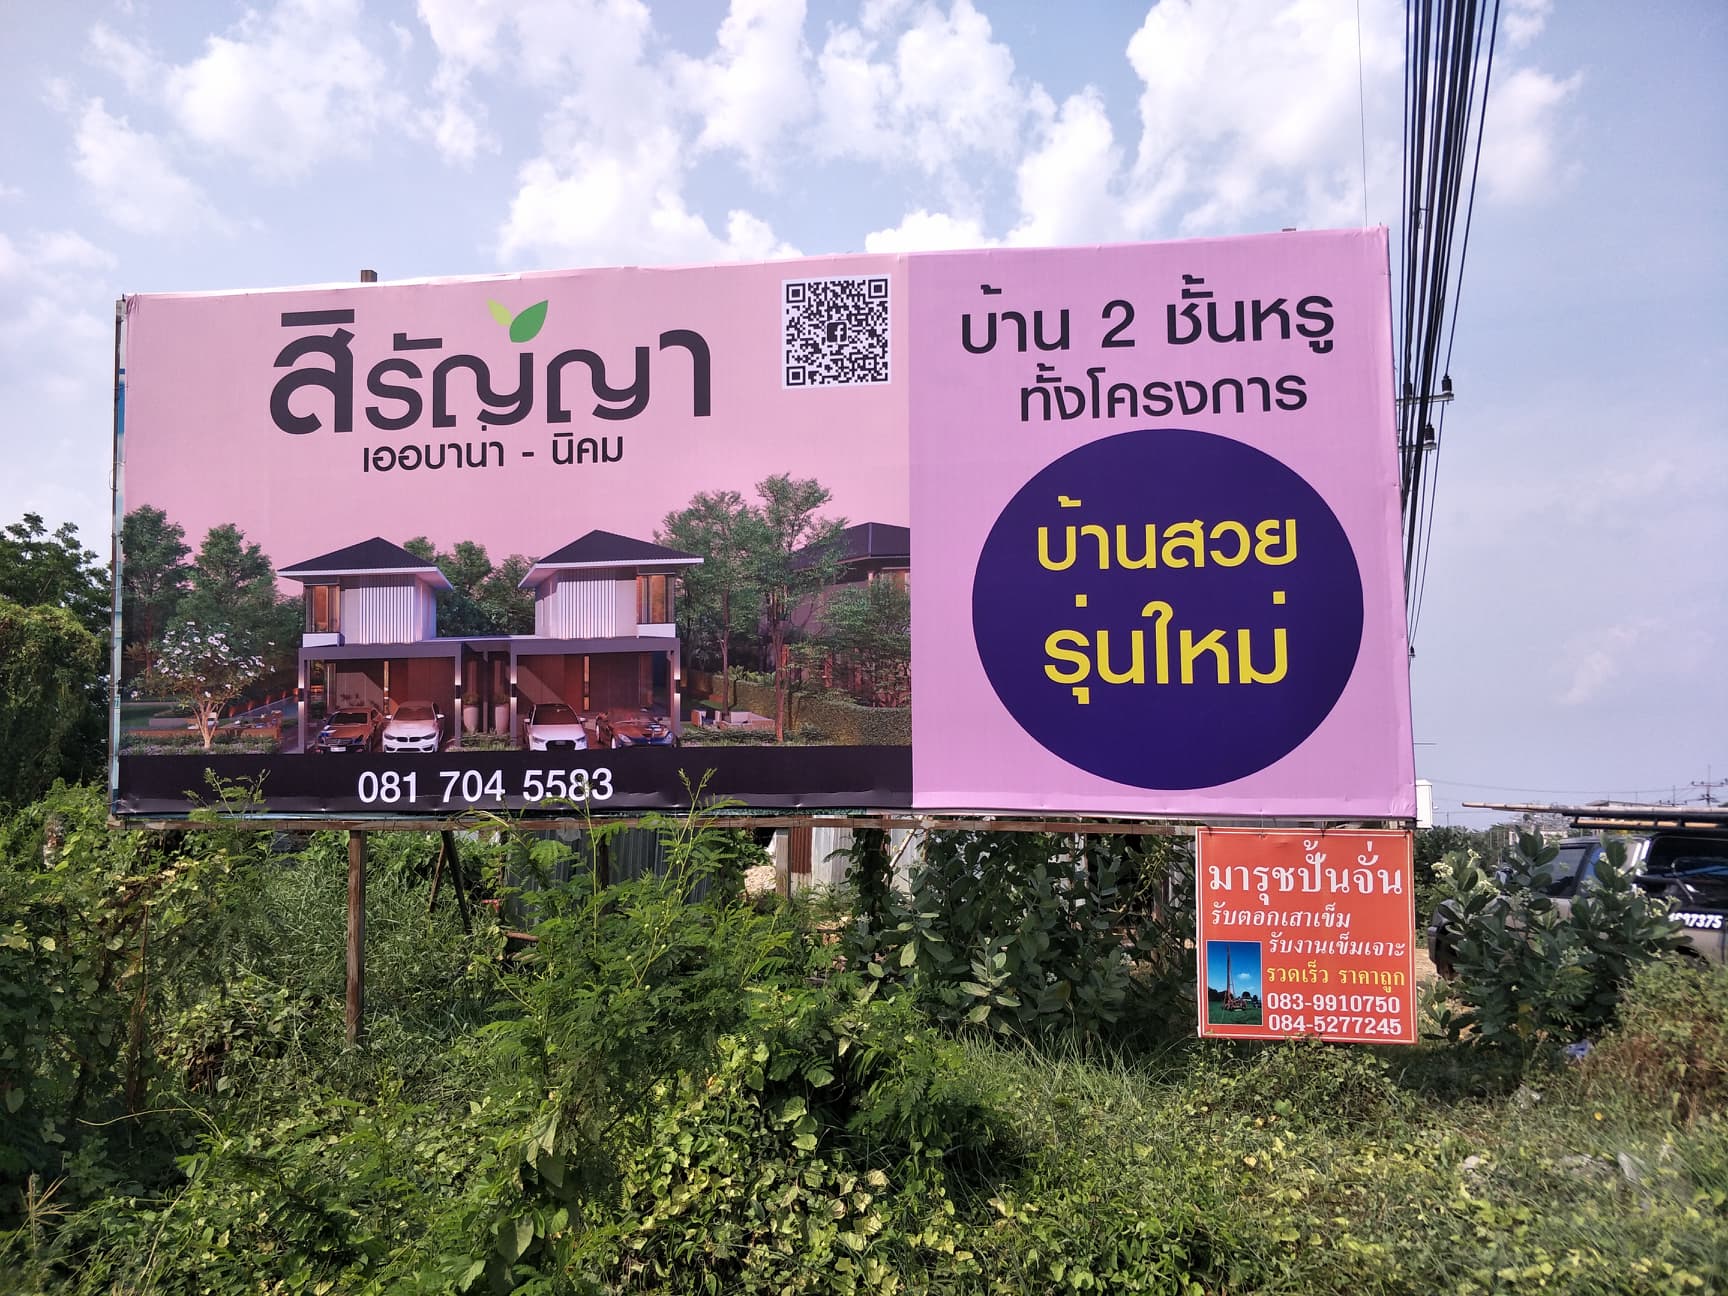 สิรัญญา
เออบาน่า - นิคม
081 704 5583
บ้าน 2 ชั้นหรู
ทั้งโครงการ
บ้านสวย
รุ่นใหม่
มารุชปั้นจั่น
รับตอกเสาเข็ม
รับงานเข็มเจาะ
รวดเร็ว ราคาถูก
083-9910750
084-5277245